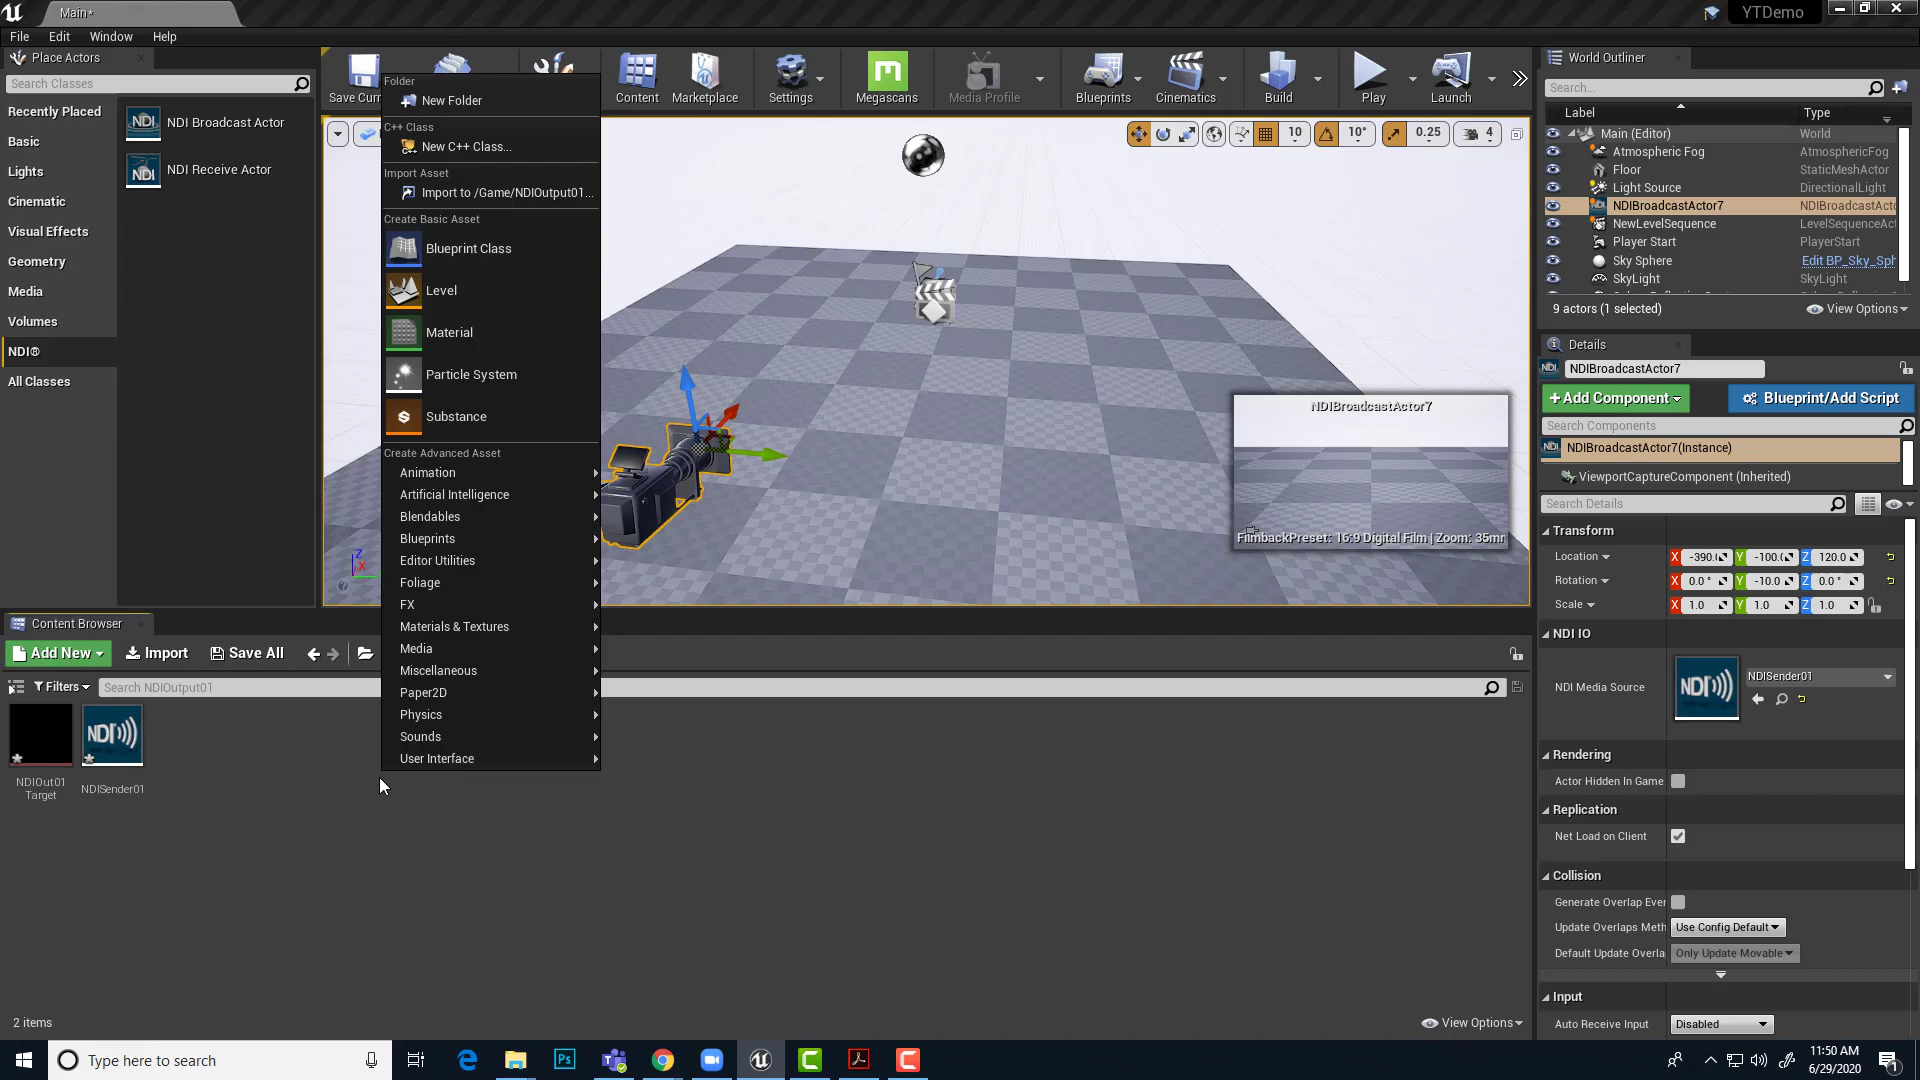 Main*
YTDemo
File
Edit
Window
Help
Place Actors
Search Classes
Recently Placed
Basic
Lights
Cinematic
Visual Effects
Geometry
Media
Volumes
NDI®
All Classes
NDI Broadcast Actor
NDI Receive Actor
Save Curr
Content
Marketplace
Settings
Megascans
Media Profile
Blueprints
Cinematics
Build
Play
Launch
Folder
New Folder
C++ Class
New C++ Class...
Import Asset
Import to /Game/NDIOutput01...
Create Basic Asset
Blueprint Class
Level
Material
Particle System
Substance
Create Advanced Asset
Animation
Artificial Intelligence
Blendables
Blueprints
Editor Utilities
Foliage
FX
Materials & Textures
Media
Miscellaneous
Paper2D
Physics
Sounds
User Interface
10
10°
0.25
4
NDIBroadcastActor7
FilmbackPreset: 16:9 Digital Film | Zoom: 35mm
Z
X
World Outliner
Search...
Label
Type
Main (Editor)
World
Atmospheric Fog
AtmosphericFog
Floor
StaticMeshActor
Light Source
DirectionalLight
NDIBroadcastActor7
NDIBroadcastActo
NewLevelSequence
LevelSequenceActo
Player Start
PlayerStart
Sky Sphere
Edit BP_Sky_Sph
SkyLight
SkyLight
9 actors (1 selected)
View Options
Details
NDIBroadcastActor7
+Add Component
Blueprint/Add Script
Search Components
NDIBroadcastActor7(Instance)
ViewportCaptureComponent (Inherited)
Search Details
Transform
Location
X -390.( Y -100.( Z 120.0
Rotation
X 0.0 ° Y -10.0 Z 0.0 °
Scale
X 1.0 Y 1.0 Z 1.0
NDI IO
NDI Media Source
NDI
NDISender01
Rendering
Actor Hidden In Game
Replication
Net Load on Client
Collision
Generate Overlap Ever
Update Overlaps Meth
Use Config Default
Default Update Overla
Only Update Movable
Input
Auto Receive Input
Disabled
Content Browser
Add New
Import
Save All
Filters
Search NDIOutput01
NDI
NDIOut01
Target
NDISender01
2 items
View Options
Type here to search
11:50 AM
6/29/2020
1